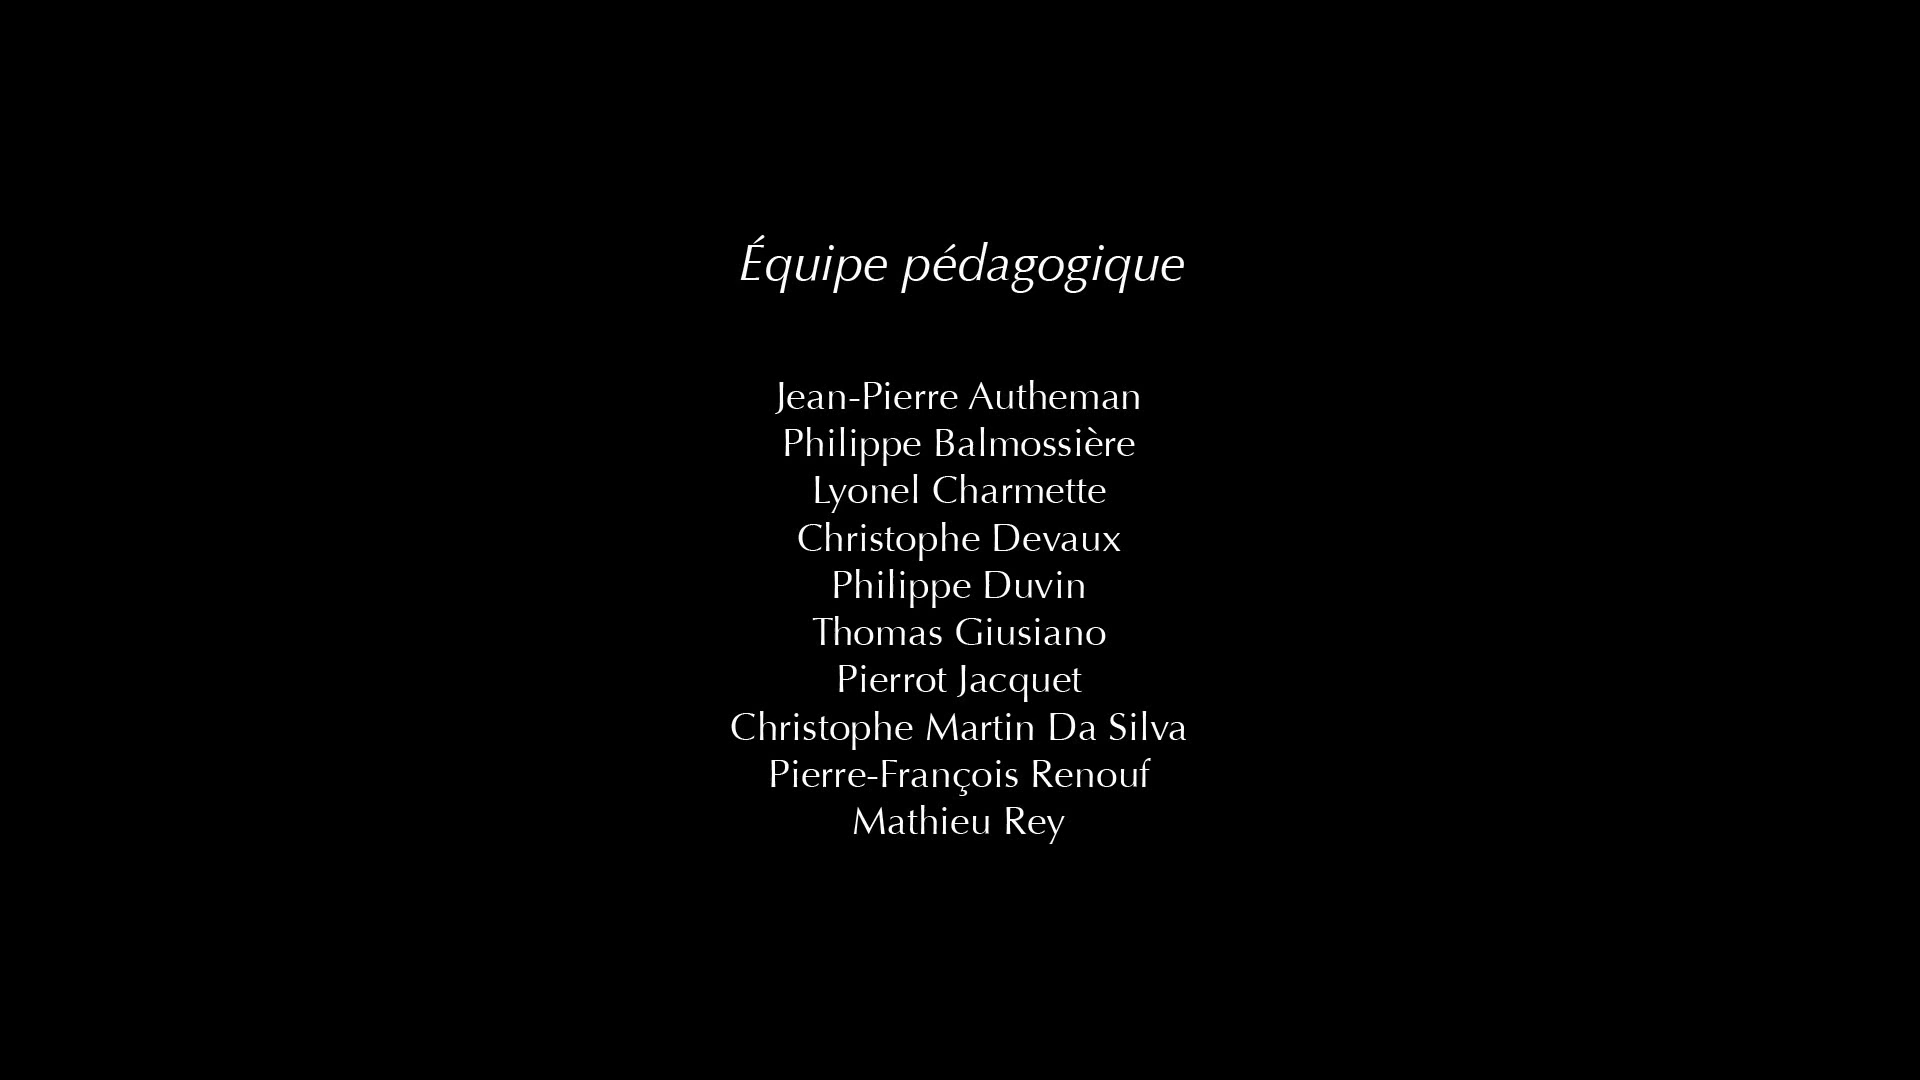 Équipe pédagogique
Jean-Pierre Autheman
Philippe Balmossière
Lyonel Charmette
Christophe Devaux
Philippe Duvin
Thomas Giusiano
Pierrot Jacquet
Christophe Martin Da Silva
Pierre-François Renouf
Mathieu Rey